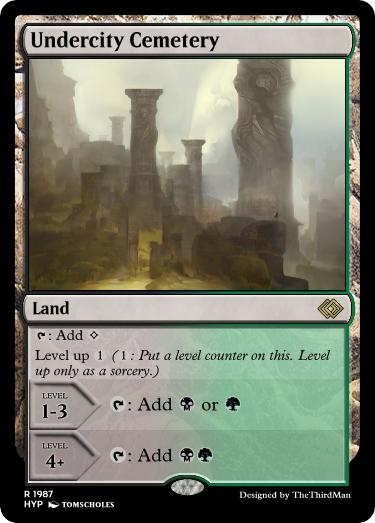 Undercity Cemetery
Land
: Add
Level up 1 ( 1 : Put a level counter on this. Level
up only as a sorcery.)
LEVEL
1-3
: Add or
LEVEL
4+
: Add
R 1987
HYP TOMSCHOLES
Designed by TheThirdMan